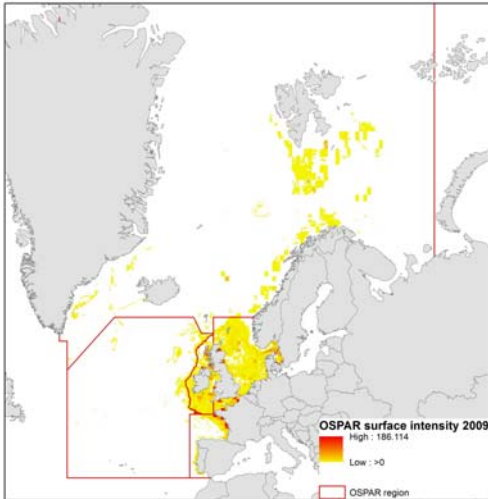 OSPAR surface intensity 2009
High : 186.114
Low : >0
OSPAR region